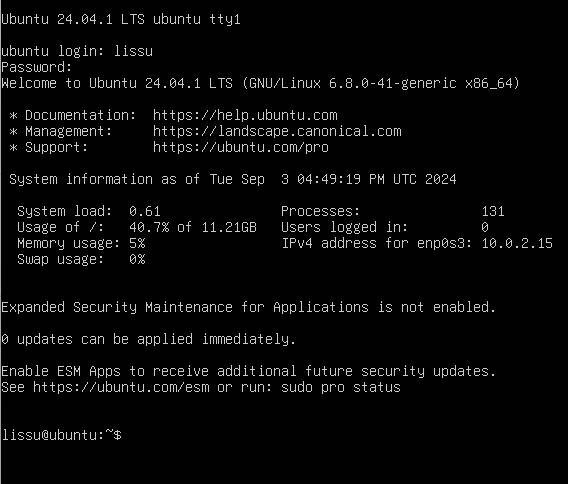 Ubuntu 24.04.1 LTS ubuntu tty1
ubuntu login: lissu
Password:
Welcome to Ubuntu 24.04.1 LTS (GNU/Linux 6.8.0-41-generic x86_64)
* Documentation:  https://help.ubuntu.com
* Management:     https://landscape.canonical.com
* Support:        https://ubuntu.com/pro
System information as of Tue Sep  3 04:49:19 PM UTC 2024
System load:  0.61               Processes:               131
Usage of /:   40.7% of 11.21GB   Users logged in:         0
Memory usage: 5%                 IPv4 address for enp0s3: 10.0.2.15
Swap usage:   0%
Expanded Security Maintenance for Applications is not enabled.
0 updates can be applied immediately.
Enable ESM Apps to receive additional future security updates.
See https://ubuntu.com/esm or run: sudo pro status
lissu@ubuntu:~$